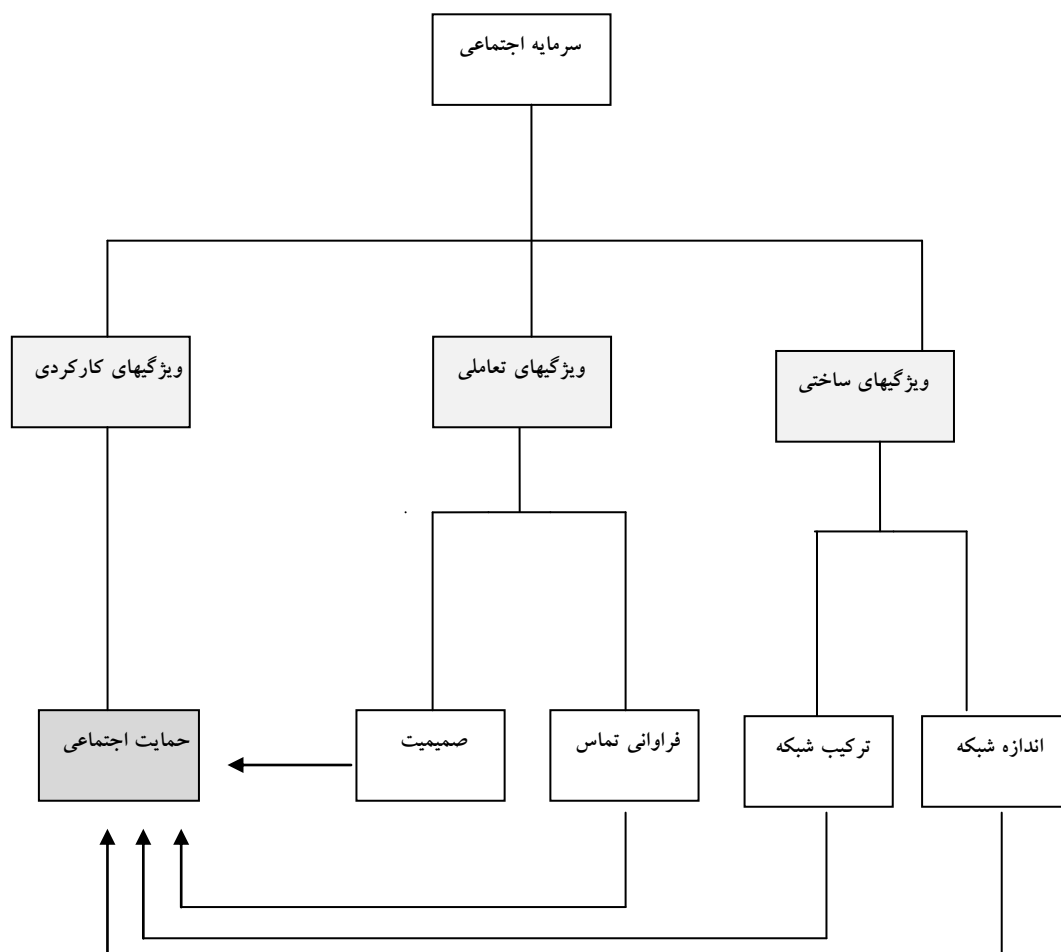 سرمایه اجتماعی
ویژگیهای ساختی
ویژگیهای تعاملی
ویژگیهای کارکردی
اندازه شبکه
ترکیب شبکه
فراوانی تماس
صمیمیت
حمایت اجتماعی